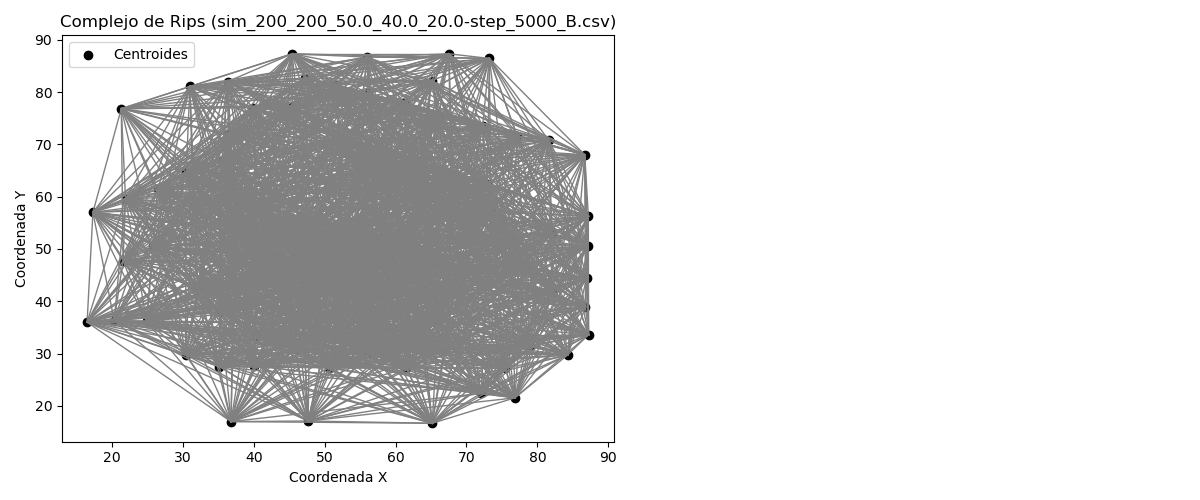 Complejo de Rips (sim_200_200_50.0_40.0_20.0-step_5000_B.csv)
Centroides
90
80
70
60
50
40
30
20
Coordenada Y
20 30 40 50 60 70 80 90
Coordenada X